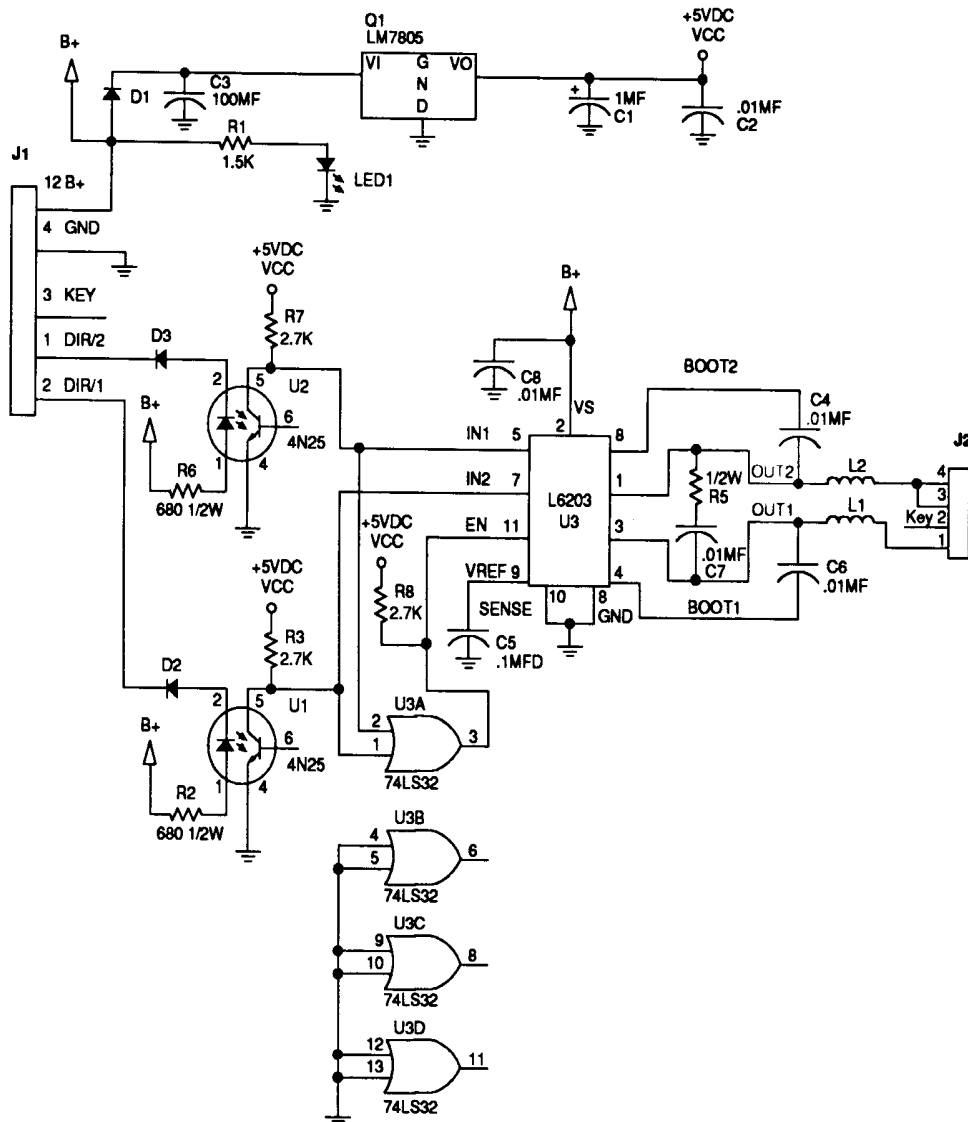 Q1
LM7805
+5VDC
VCC
B+
VI
G
N
D
VO
D1
C3
100MF
+
1MF
C1
.01MF
C2
R1
1.5K
LED1
J1
12 B+
4 GND
3 KEY
1 DIR/2
2 DIR/1
+5VDC
VCC
R7
2.7K
D3
2
5
U2
6
4N25
B+
1
4
R6
680 1/2W
B+
C8
.01MF
VS
2
BOOT2
C4
.01MF
IN1
5
8
IN2
7
1
L6203
U3
1/2W
R5
OUT2
L2
J2
4
3
Key 2
1
EN
11
3
OUT1
L1
.01MF
C7
C6
.01MF
VREF
9
4
BOOT1
10
8
SENSE
GND
C5
.1MFD
+5VDC
VCC
R8
2.7K
+5VDC
VCC
R3
2.7K
D2
2
5
U1
6
4N25
B+
1
4
R2
680 1/2W
U3A
2
1
3
74LS32
U3B
4
5
6
74LS32
U3C
9
10
8
74LS32
U3D
12
13
11
74LS32